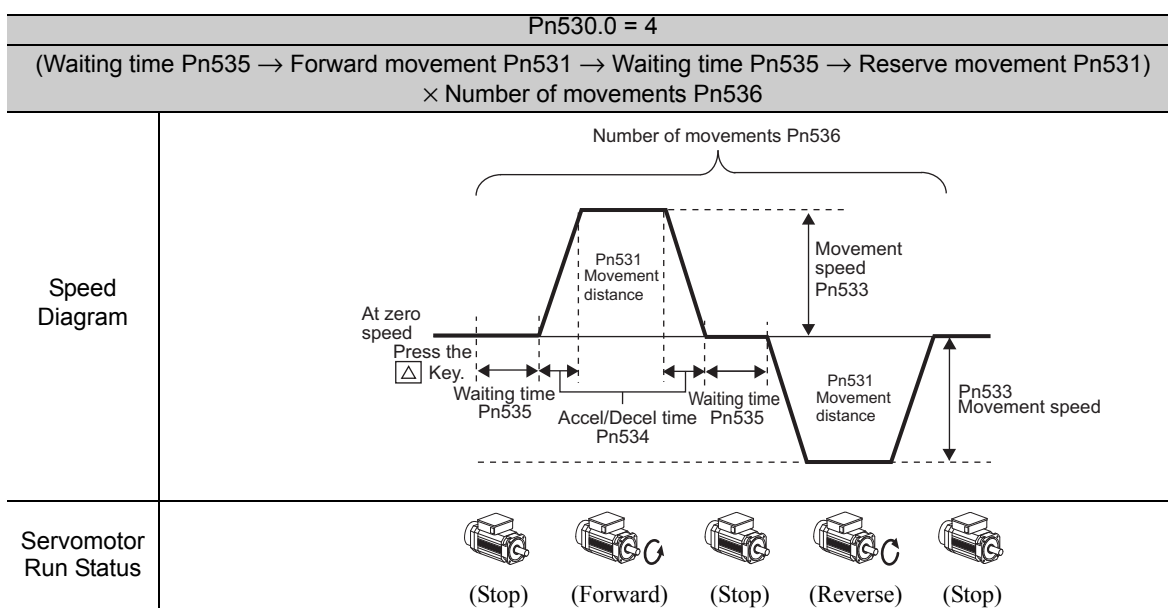 Pn530.0 = 4
(Waiting time Pn535 → Forward movement Pn531 → Waiting time Pn535 → Reserve movement Pn531)
× Number of movements Pn536
Speed
Diagram
Number of movements Pn536
Pn531
Movement
distance
Movement
speed
Pn533
At zero
speed
Press the
△ Key.
Waiting time
Pn535
Accel/Decel time
Pn534
Waiting time
Pn535
Pn531
Movement
distance
Pn533
Movement speed
Servomotor
Run Status
(Stop) (Forward) (Stop) (Reverse) (Stop)